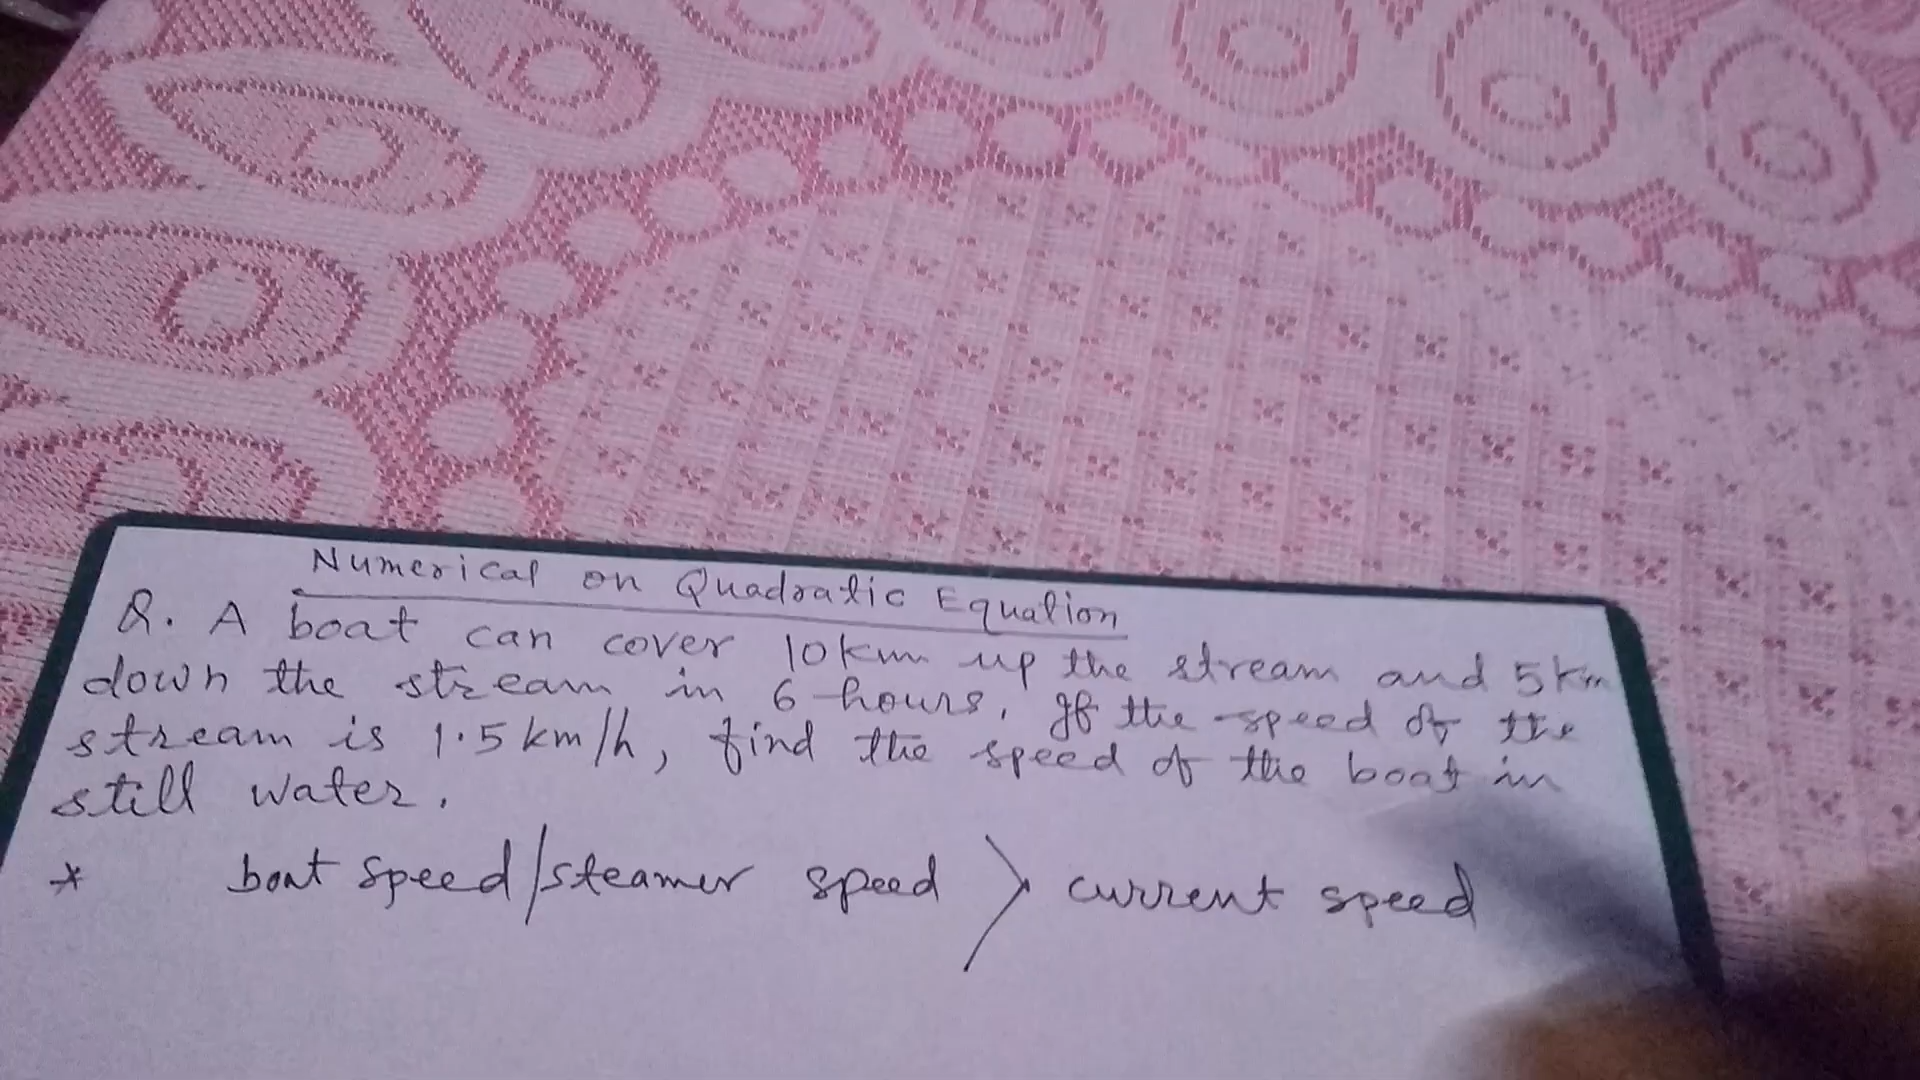 Numerical on Quadratic Equation
Q. A boat can cover 10km up the stream and 5km
down the stream in 6 hours. If the speed of the
stream is 1.5 km/h, find the speed of the boat in
still water.
* boat speed/steamer speed > current speed